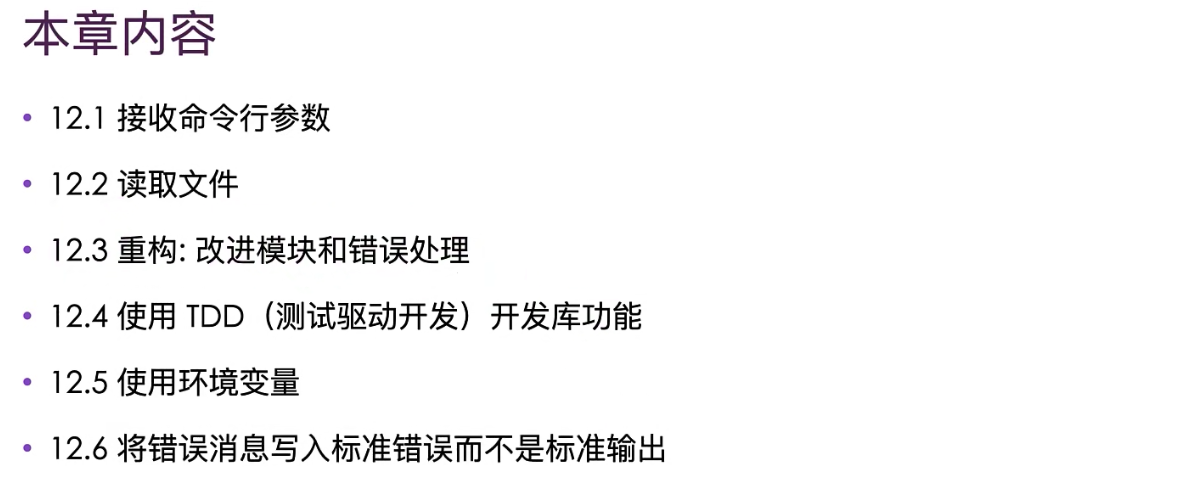 本章内容
• 12.1 接收命令行参数
• 12.2 读取文件
• 12.3 重构: 改进模块和错误处理
• 12.4 使用 TDD（测试驱动开发）开发库功能
• 12.5 使用环境变量
• 12.6 将错误消息写入标准错误而不是标准输出